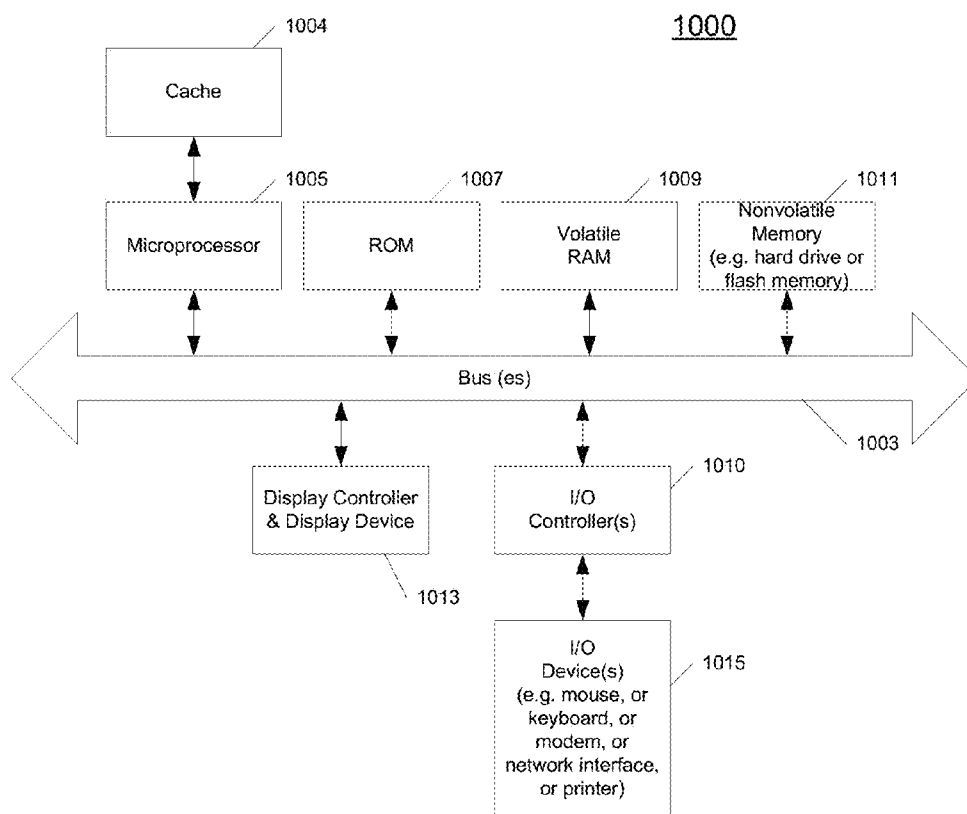 1000
1004
Cache
1005
1007
1009
1011
Microprocessor
ROM
Volatile
RAM
Nonvolatile
Memory
(e.g. hard drive or
flash memory)
Bus (es)
1003
Display Controller
& Display Device
1013
1010
I/O
Controller(s)
1015
I/O
Device(s)
(e.g. mouse, or
keyboard, or
modem, or
network interface,
or printer)